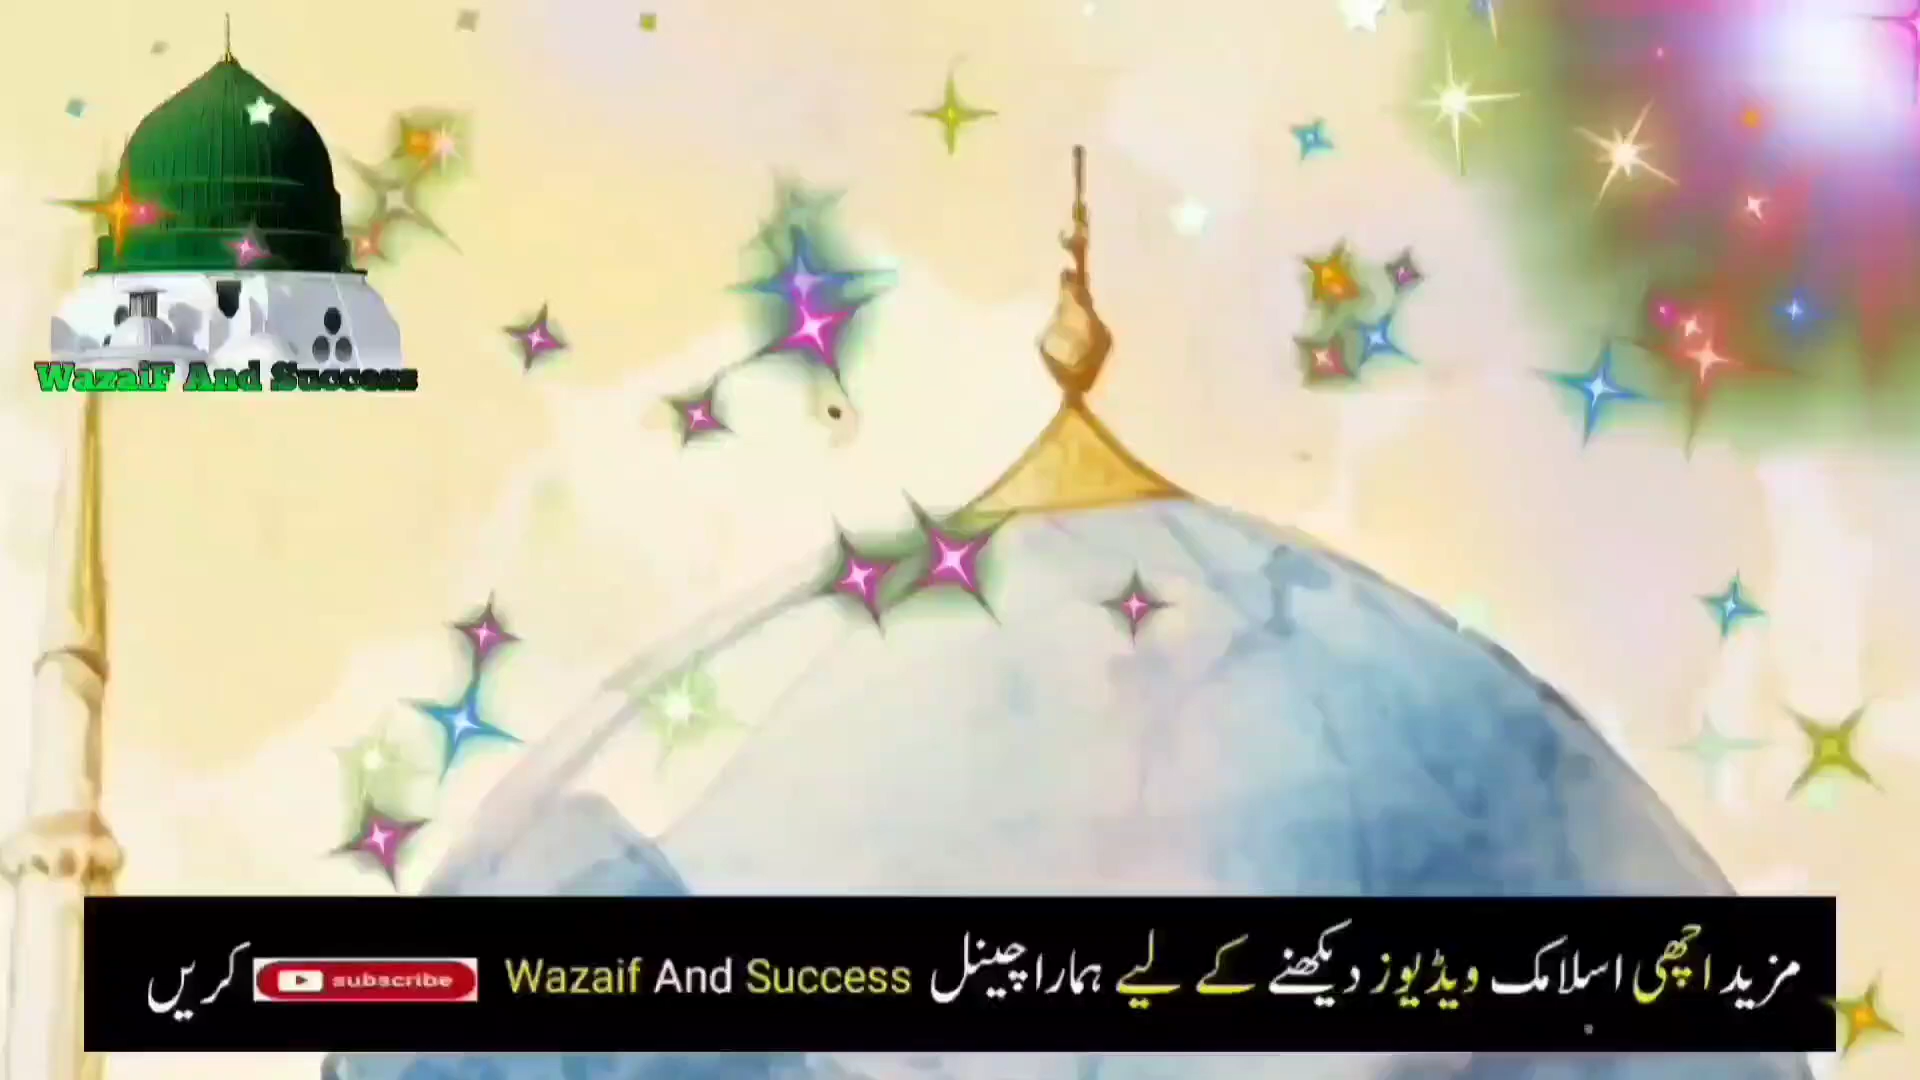 WazaiF And Success
مزید اچھی اسلامک ویڈیوز دیکھنے کے لیے ہمارا چینل Wazaif And Success subscribe کریں